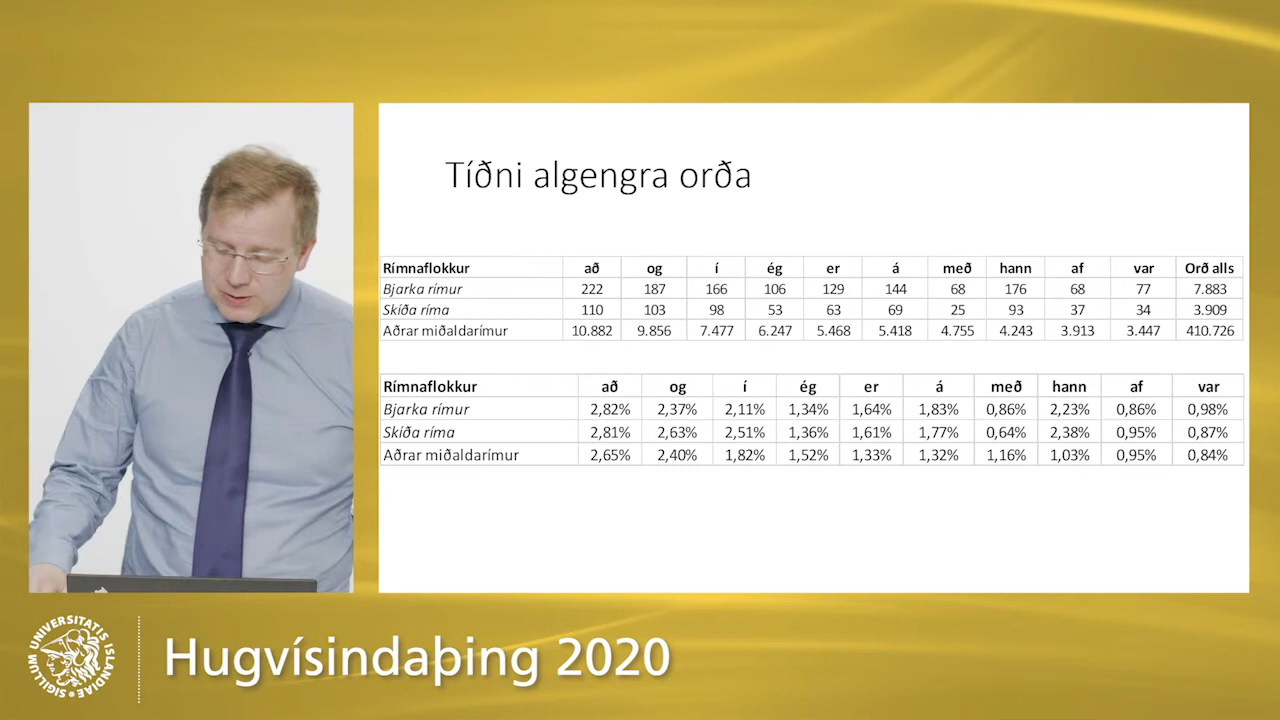 Tíðni algengra orða
Rímnaflokkur að og í ég er á með hann af var Orð alls
Bjarka rímur 222 187 166 106 129 144 68 176 68 77 7.883
Skíða ríma 110 103 98 53 63 69 25 93 37 34 3.909
Aðrar miðaldarímur 10.882 9.856 7.477 6.247 5.468 5.418 4.755 4.243 3.913 3.447 410.726
Rímnaflokkur að og í ég er á með hann af var
Bjarka rímur 2,82% 2,37% 2,11% 1,34% 1,64% 1,83% 0,86% 2,23% 0,86% 0,98%
Skíða ríma 2,81% 2,63% 2,51% 1,36% 1,61% 1,77% 0,64% 2,38% 0,95% 0,87%
Aðrar miðaldarímur 2,65% 2,40% 1,82% 1,52% 1,33% 1,32% 1,16% 1,03% 0,95% 0,84%
SIGILLUM UNIVERSITATIS ISLANDIAE
Hugvísindaþing 2020